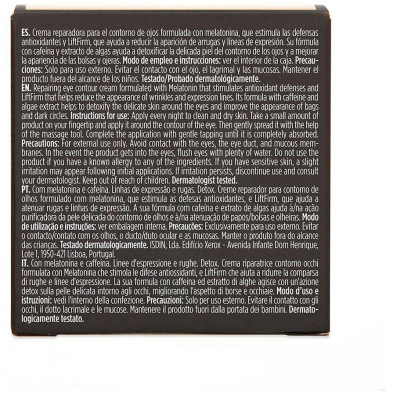 ES. Crema reparadora para el contorno de ojos formulada con melatonina, que estimula las defensas
antioxidantes y LiftFirm, que ayuda a reducir la aparición de arrugas y líneas de expresión. Su fórmula
con cafeína y extracto de algas ayuda a detoxificar la delicada piel del contorno de los ojos y a mejorar
la apariencia de las bolsas y ojeras. Modo de empleo e instrucciones: ver el interior de la caja. Precau-
ciones: Solo para uso externo. Evitar el contacto con el ojo, el lagrimal y las mucosas. Mantener el
producto fuera del alcance de los niños. Testado/Probado dermatológicamente.
EN. Repairing eye contour cream formulated with Melatonin that stimulates antioxidant defenses and
LiftFirm that helps reduce the appearance of wrinkles and expression lines. Its formula with caffeine and
algae extract helps to detoxify the delicate skin around the eyes and improve the appearance of bags
and dark circles. Instructions for use: Apply every night to clean and dry skin. Take a small amount of
product on your fingertip and apply it around the contour of the eye. Then gently spread it with the help
of the massage tool. Complete the application with gentle tapping until it is completely absorbed.
Precautions: For external use only. Avoid contact with the eyes, the eye duct, and mucous mem-
branes. In the event the product gets into the eyes, flush eyes with plenty of water. Do not use the
product if you have a known allergy to any of the ingredients. If you have sensitive skin, a slight
irritation may appear following initial applications. If irritation persists, discontinue use and consult
your dermatologist. Keep out of reach of children. Dermatologist tested.
PT. Com melatonina e cafeína. Linhas de expressão e rugas. Detox. Creme reparador para contorno de
olhos formulado com melatonina, que estimula as defesas antioxidantes, e LiftFirm, que ajuda a
atenuar rugas e linhas de expressão. A sua fórmula com cafeína e extrato de algas ajuda à/na ação
purificadora da pele delicada do contorno de olhos e à/na atenuação de papos/bolsas e olheiras. Modo
de utilização e instruções: ver embalagem interna. Precauções: Exclusivamente para uso externo. Evitar
o contacto/contato com os olhos, o ducto/duto ocular e as mucosas. Manter o produto fora do alcance
das crianças. Testado dermatologicamente. ISDIN, Lda. Edifício Xerox - Avenida Infante Dom Henrique,
Lote 1, 1950-421 Lisboa, Portugal.
IT. Con melatonina e caffeina. Linee d'espressione e rughe. Detox. Crema riparatrice contorno occhi
formulata con Melatonina che stimola le difese antiossidanti, e LiftFirm che aiuta a ridurre la comparsa
di rughe e linee d'espressione. La sua formula con caffeina ed estratto di alghe agisce con un'azione
detox sulla pelle delicata intorno agli occhi, migliorando l'aspetto di borse e occhiaie. Modo d'uso e
istruzioni: vedi l'interno della confezione. Precauzioni: Solo per uso esterno. Evitare il contatto con gli
occhi, il dotto lacrimale e le mucose. Mantenere il prodotto fuori dalla portata dei bambini. Dermato-
logicamente testato.